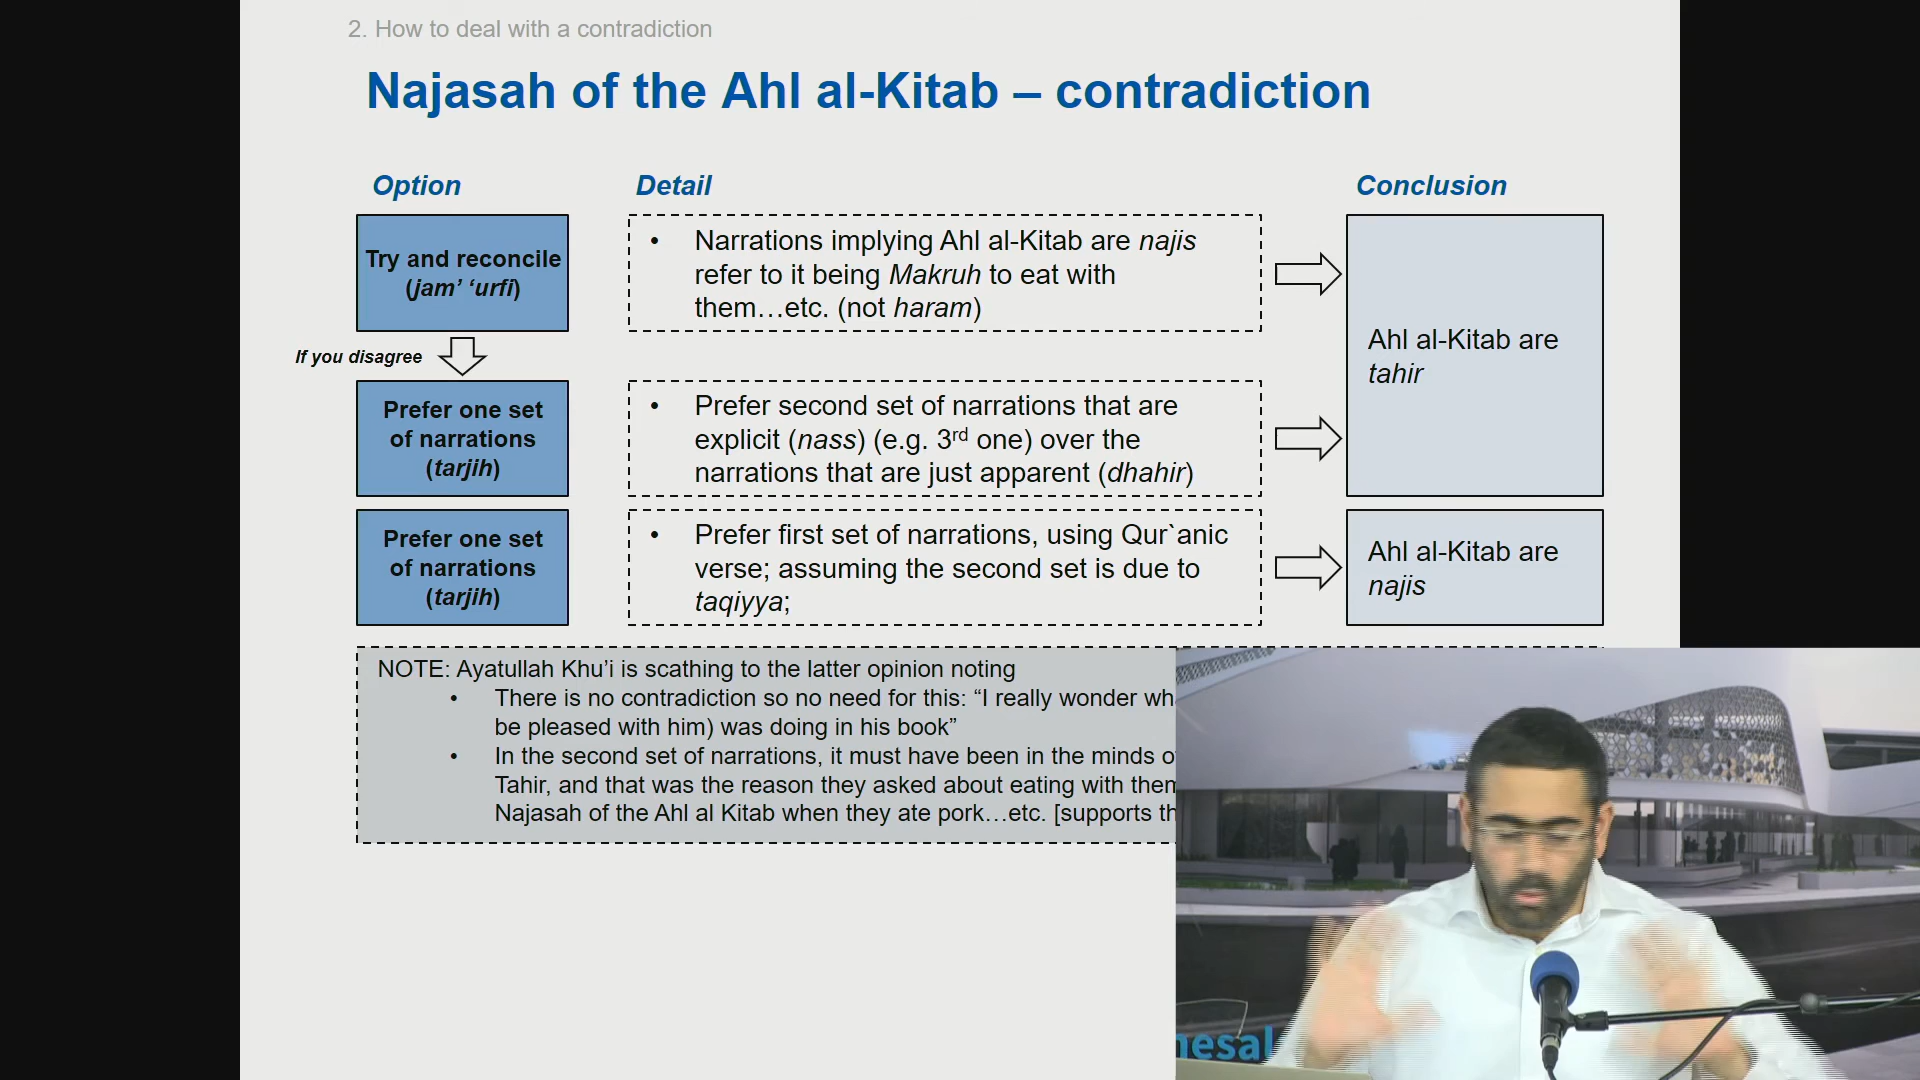 2. How to deal with a contradiction
Najasah of the Ahl al-Kitab – contradiction
Option
Detail
Conclusion
Try and reconcile
(jam’ ‘urfi)
• Narrations implying Ahl al-Kitab are najis
refer to it being Makruh to eat with
them…etc. (not haram)
Ahl al-Kitab are
tahir
If you disagree
Prefer one set
of narrations
(tarjih)
• Prefer second set of narrations that are
explicit (nass) (e.g. 3rd one) over the
narrations that are just apparent (dhahir)
Prefer one set
of narrations
(tarjih)
• Prefer first set of narrations, using Qur`anic
verse; assuming the second set is due to
taqiyya;
Ahl al-Kitab are
najis
NOTE: Ayatullah Khu’i is scathing to the latter opinion noting
• There is no contradiction so no need for this: “I really wonder
be pleased with him) was doing in his book”
• In the second set of narrations, it must have been in the minds
Tahir, and that was the reason they asked about eating with
Najasah of the Ahl al Kitab when they ate pork…etc. [supports